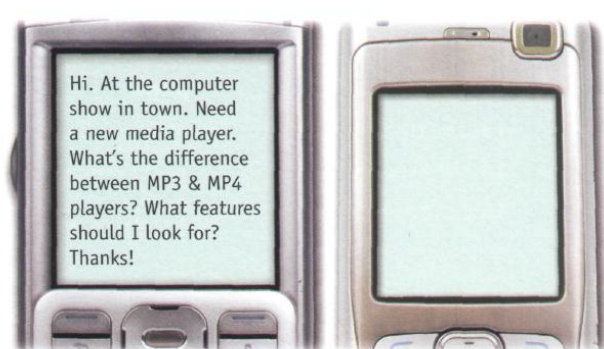 Hi. At the computer
show in town. Need
a new media player.
What's the difference
between MP3 & MP4
players? What features
should I look for?
Thanks!